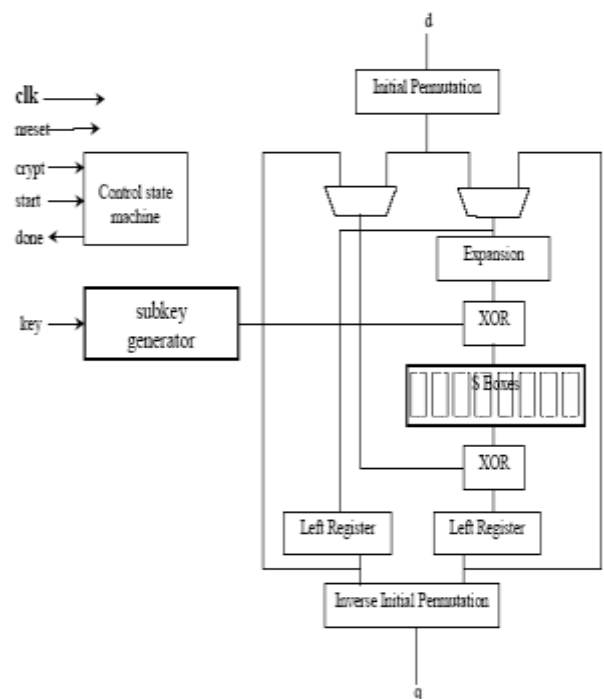 d
Initial Permutation
clk
nreset
crypt
start
done
Control state
machine
Expansion
key
subkey
generator
XOR
S Boxes
XOR
Left Register
Left Register
Inverse Initial Permutation
q